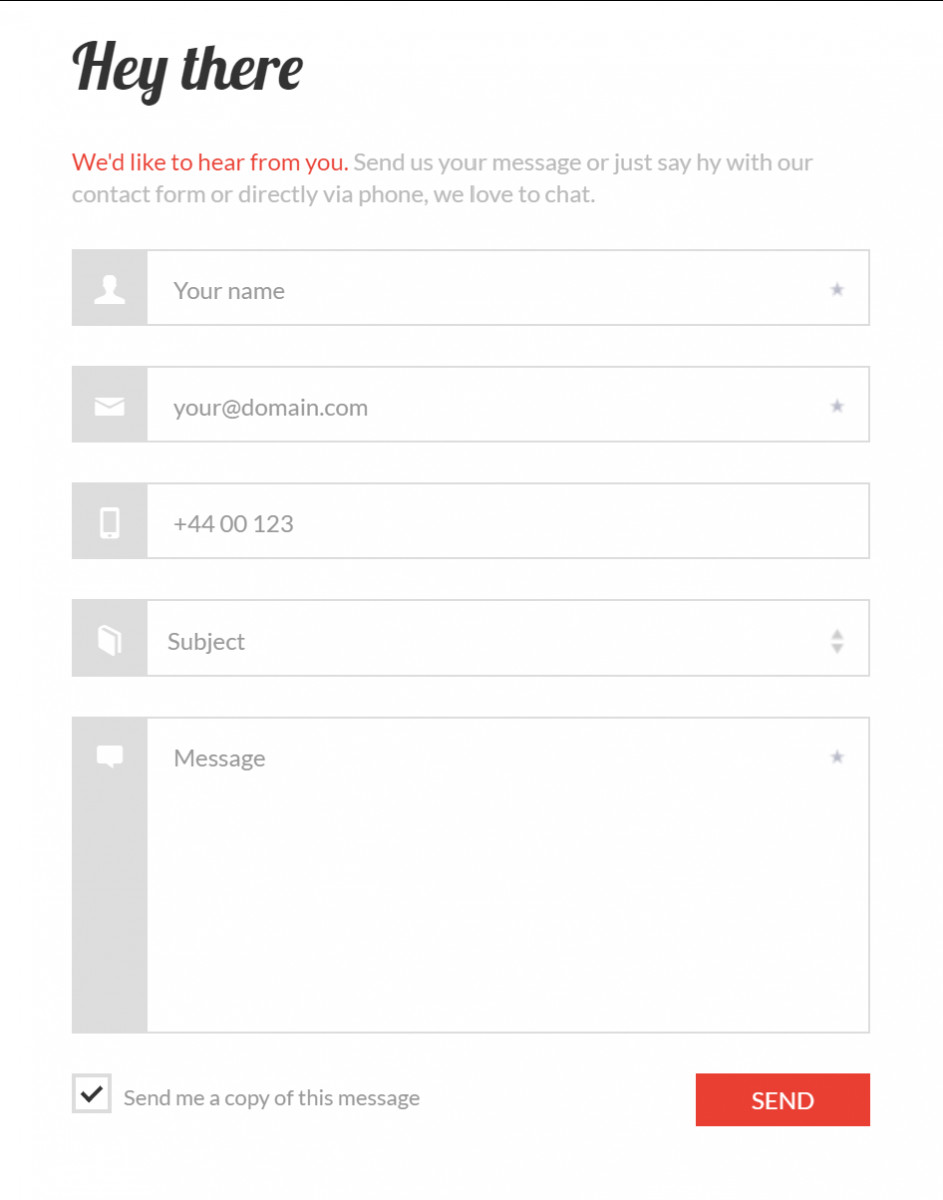 Hey there
We'd like to hear from you. Send us your message or just say hy with our
contact form or directly via phone, we love to chat.
Your name
your@domain.com
+44 00 123
Subject
Message
Send me a copy of this message
SEND